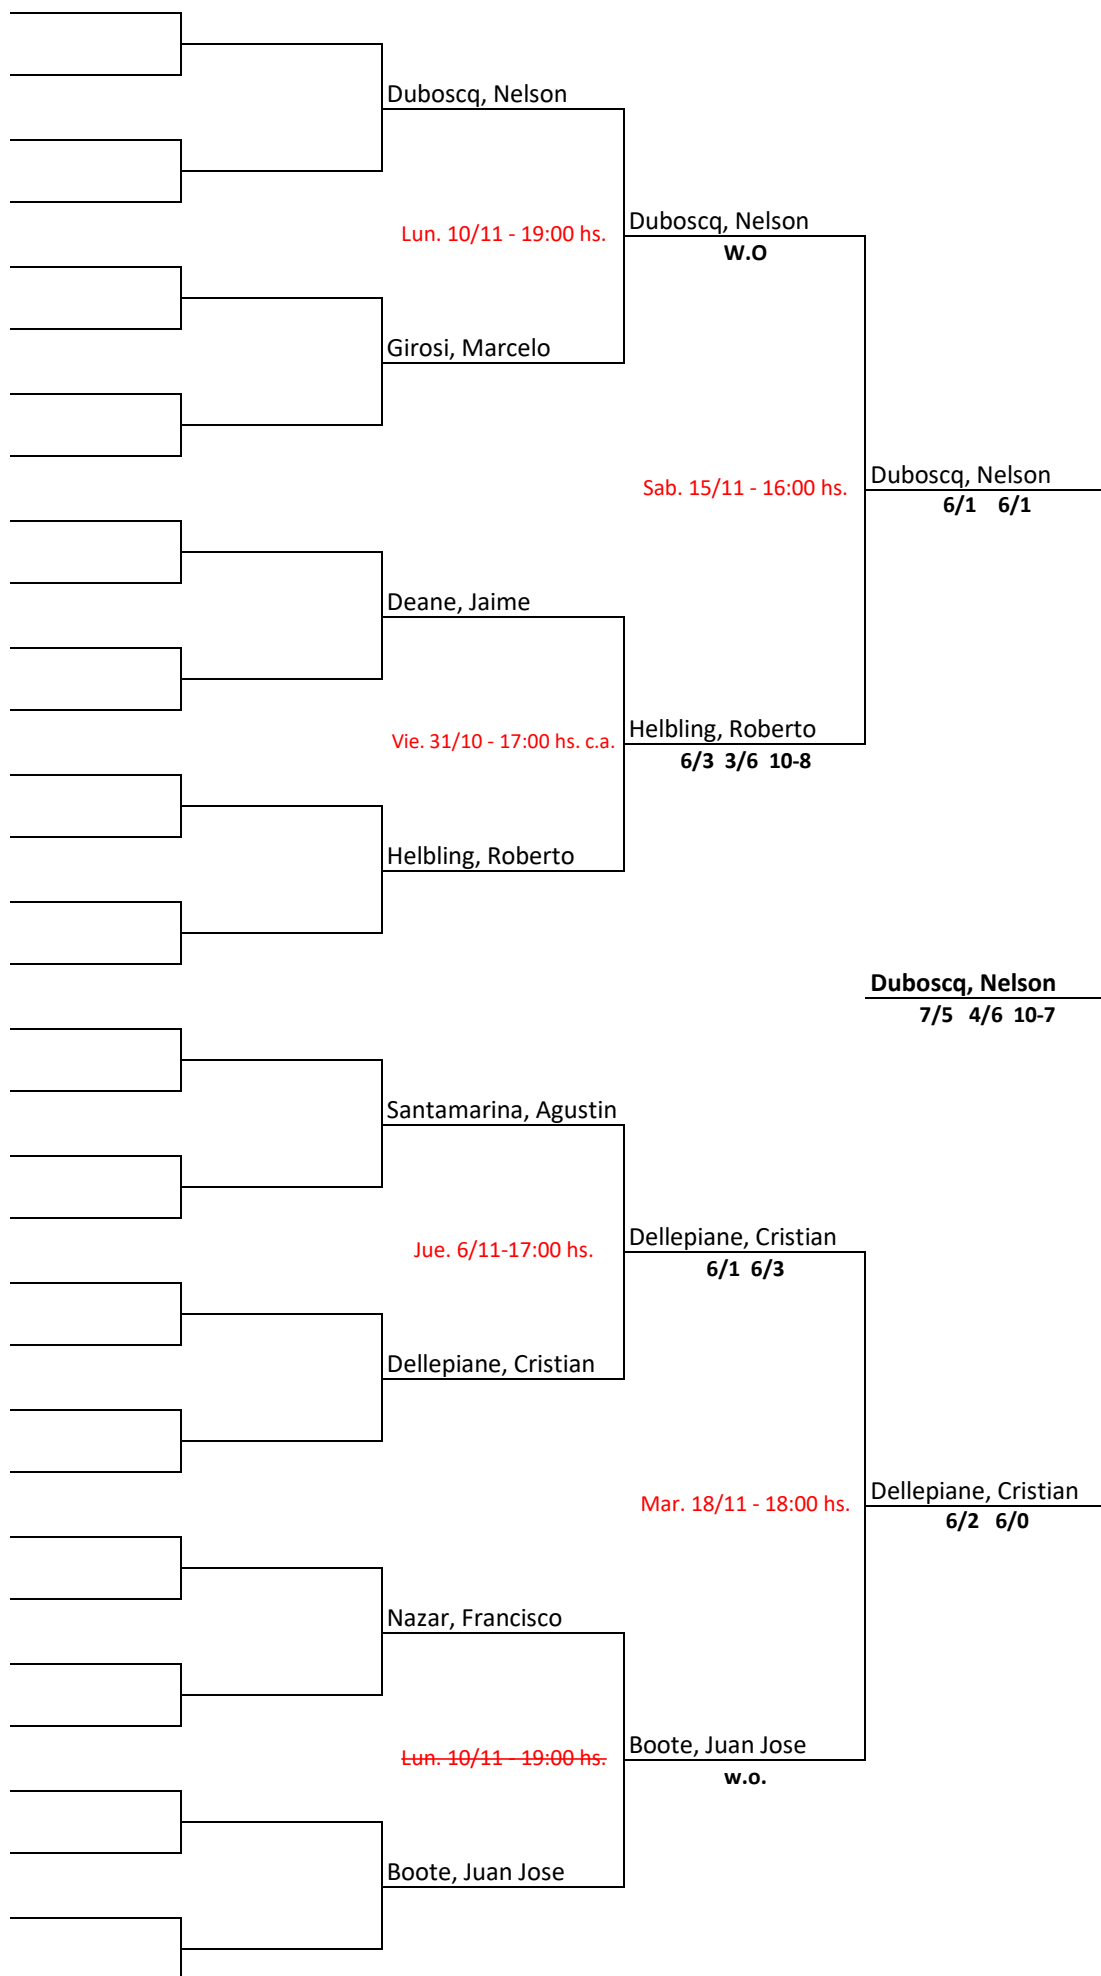 Duboscq, Nelson
Duboscq, Nelson
Lun. 10/11 - 19:00 hs.
W.O
Girosi, Marcelo
Duboscq, Nelson
Sab. 15/11 - 16:00 hs.
6/1 6/1
Deane, Jaime
Helbling, Roberto
Vie. 31/10 - 17:00 hs. c.a.
6/3 3/6 10-8
Helbling, Roberto
Duboscq, Nelson
7/5 4/6 10-7
Santamarina, Agustin
Dellepiane, Cristian
Jue. 6/11-17:00 hs.
6/1 6/3
Dellepiane, Cristian
Dellepiane, Cristian
Mar. 18/11 - 18:00 hs.
6/2 6/0
Nazar, Francisco
Boote, Juan Jose
Lun. 10/11 - 19:00 hs.
w.o.
Boote, Juan Jose